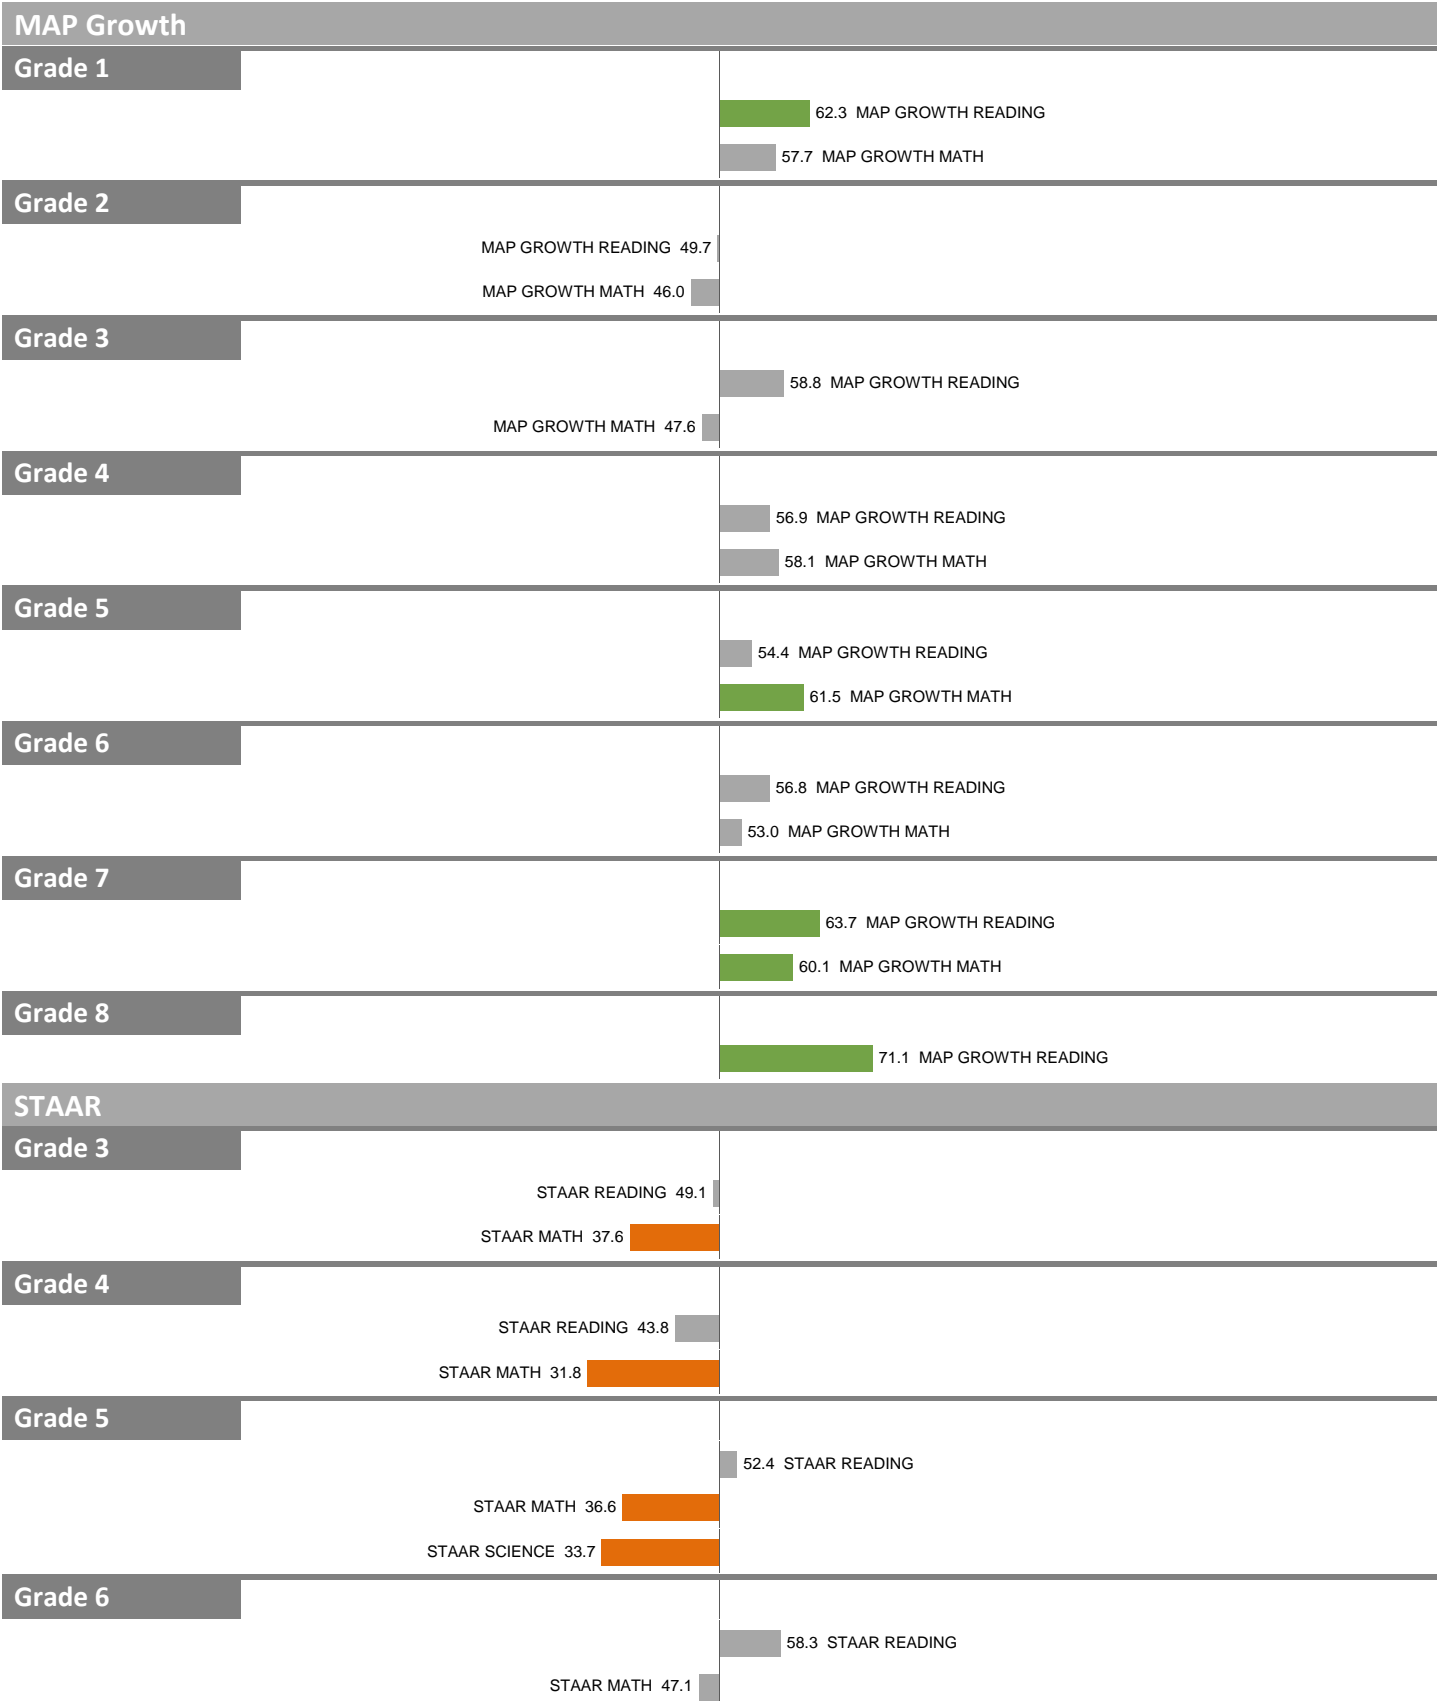 MAP Growth
Grade 1
62.3 MAP GROWTH READING
57.7 MAP GROWTH MATH
Grade 2
MAP GROWTH READING 49.7
MAP GROWTH MATH 46.0
Grade 3
58.8 MAP GROWTH READING
MAP GROWTH MATH 47.6
Grade 4
56.9 MAP GROWTH READING
58.1 MAP GROWTH MATH
Grade 5
54.4 MAP GROWTH READING
61.5 MAP GROWTH MATH
Grade 6
56.8 MAP GROWTH READING
53.0 MAP GROWTH MATH
Grade 7
63.7 MAP GROWTH READING
60.1 MAP GROWTH MATH
Grade 8
71.1 MAP GROWTH READING
STAAR
Grade 3
STAAR READING 49.1
STAAR MATH 37.6
Grade 4
STAAR READING 43.8
STAAR MATH 31.8
Grade 5
52.4 STAAR READING
STAAR MATH 36.6
STAAR SCIENCE 33.7
Grade 6
58.3 STAAR READING
STAAR MATH 47.1